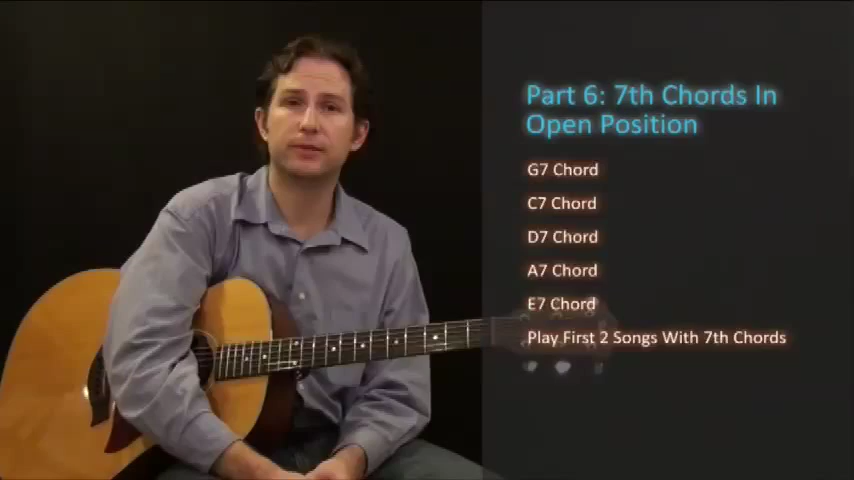 Part 6: 7th Chords In
Open Position
G7 Chord
C7 Chord
D7 Chord
A7 Chord
E7 Chord
Play First 2 Songs With 7th Chords